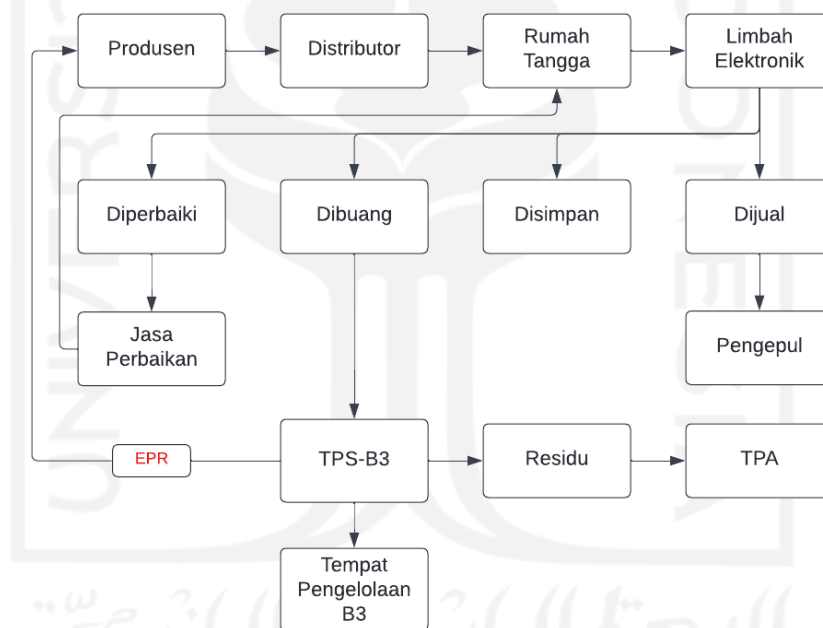 Produsen
Distributor
Rumah
Tangga
Limbah
Elektronik
Diperbaiki
Dibuang
Disimpan
Dijual
Jasa
Perbaikan
Pengepul
EPR
TPS-B3
Residu
TPA
Tempat
Pengelolaan
B3